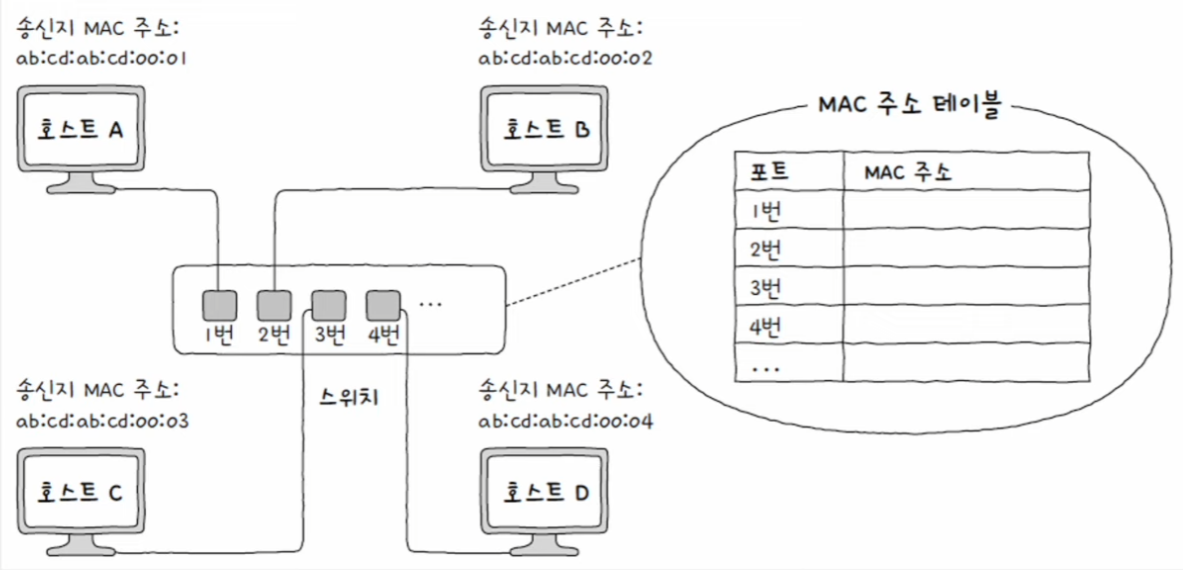 송신지 MAC 주소:
ab:cd:ab:cd:00:01
호스트 A
송신지 MAC 주소:
ab:cd:ab:cd:00:02
호스트 B
1번 2번 3번 4번 ...
스위치
송신지 MAC 주소:
ab:cd:ab:cd:00:03
호스트 C
송신지 MAC 주소:
ab:cd:ab:cd:00:04
호스트 D
MAC 주소 테이블
포트 MAC 주소
1번
2번
3번
4번
...